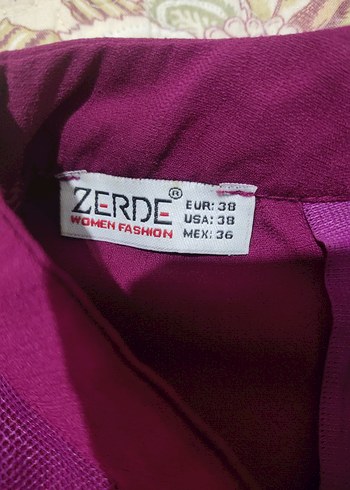 ZERDE®
WOMEN FASHION
EUR: 38
USA: 38
MEX: 36